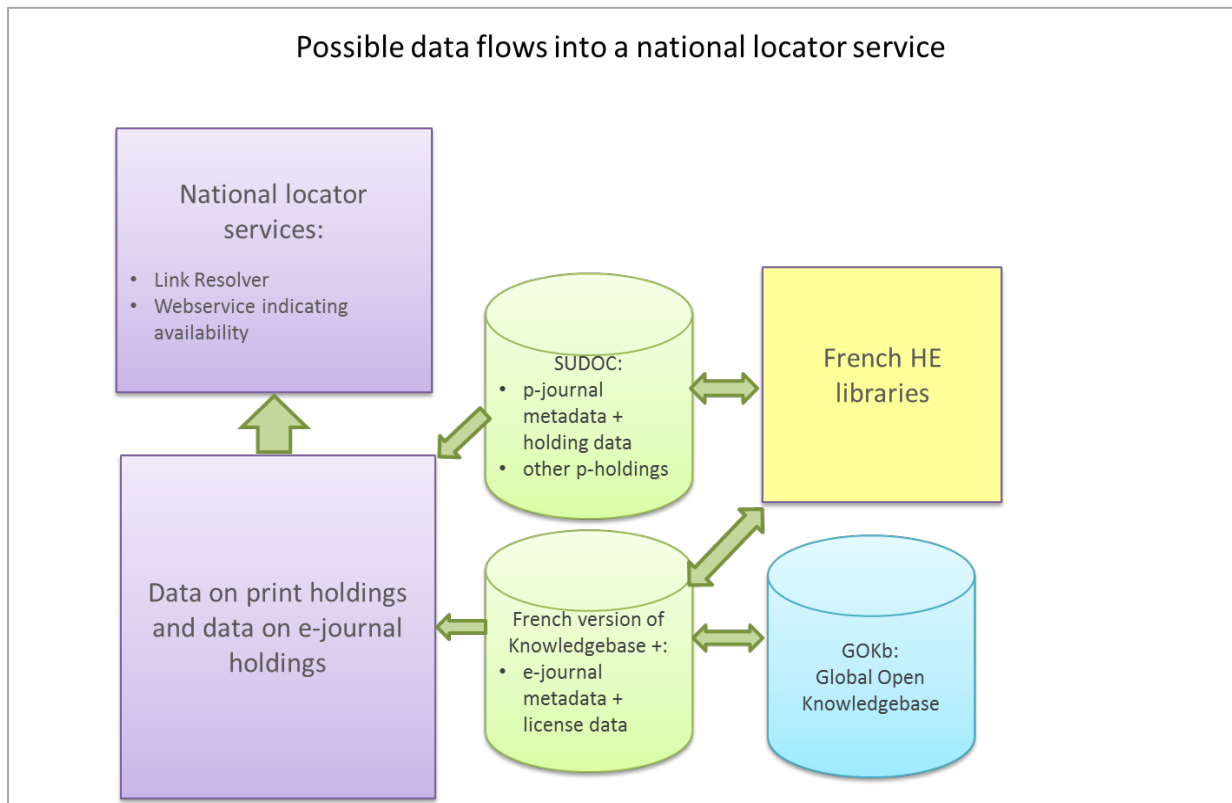 Possible data flows into a national locator service
National locator
services:
• Link Resolver
• Webservice indicating
availability
SUDOC:
• p-journal
metadata +
holding data
• other p-holdings
French HE
libraries
Data on print holdings
and data on e-journal
holdings
French version of
Knowledgebase +:
• e-journal
metadata +
license data
GOKb:
Global Open
Knowledgebase